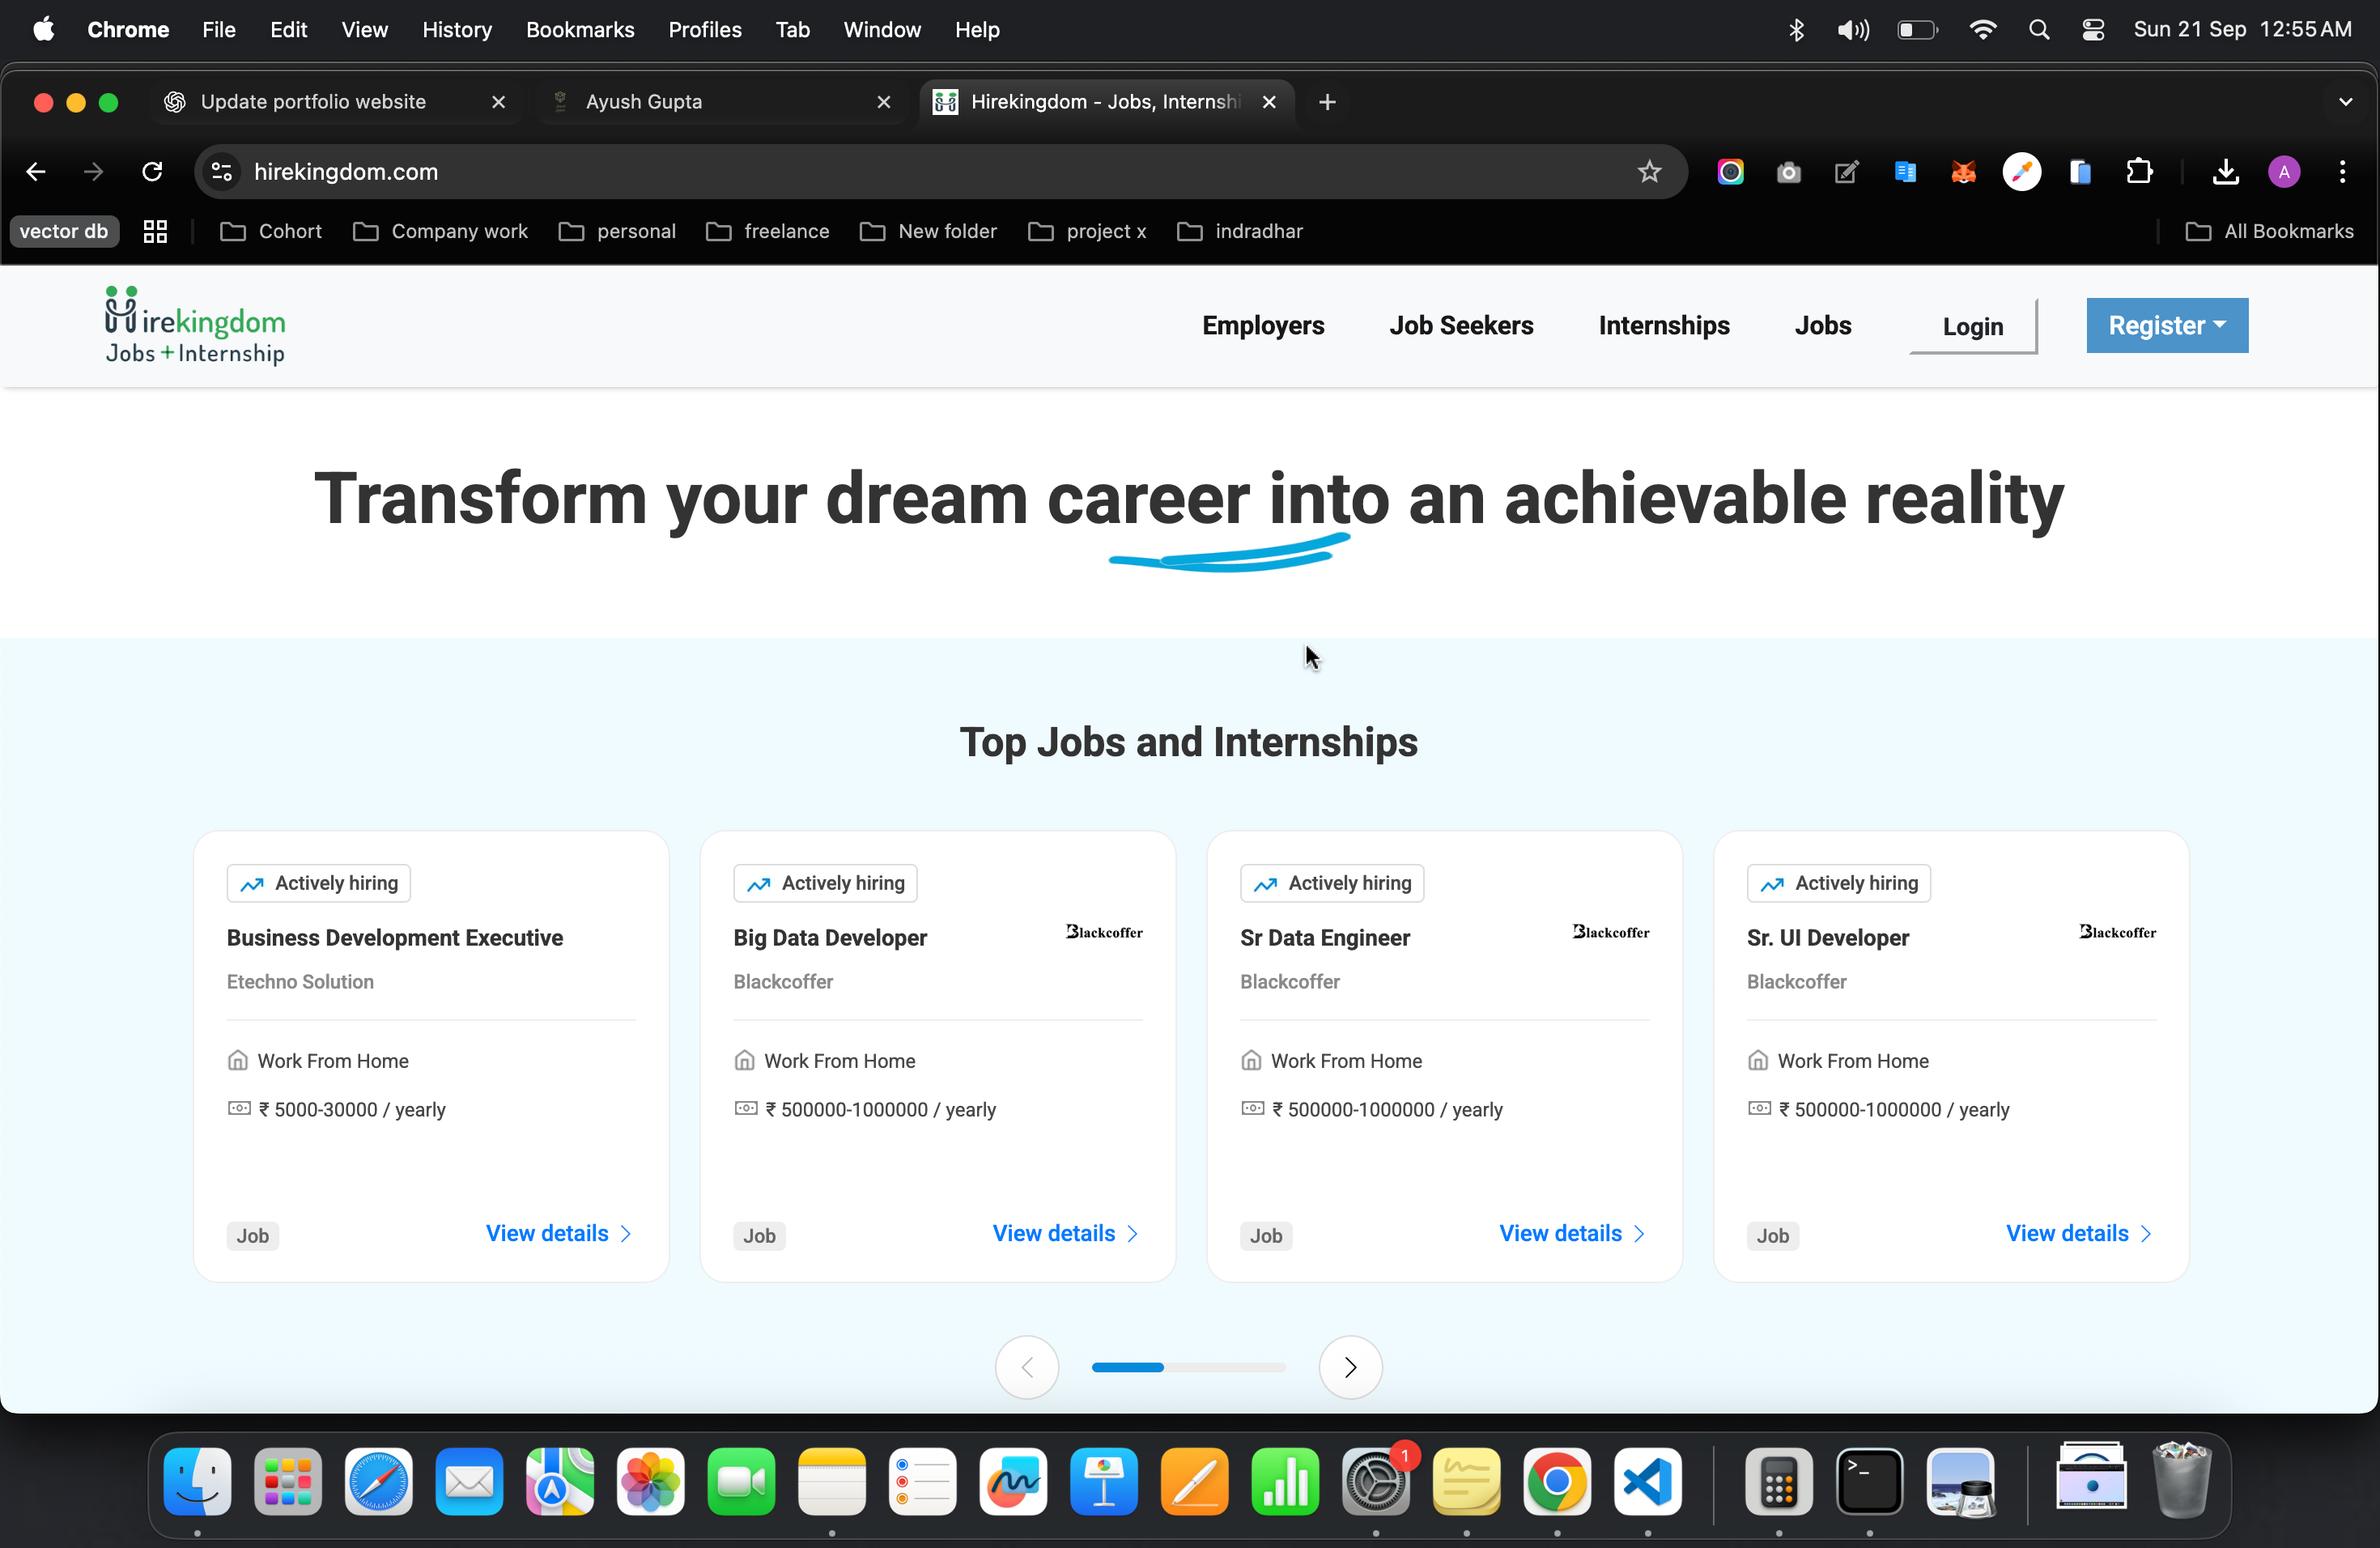 Chrome File Edit View History Bookmarks Profiles Tab Window Help Sun 21 Sep 12:55 AM
Update portfolio website Ayush Gupta Hirekingdom - Jobs, Internshi
hirekingdom.com A
vector db Cohort Company work personal freelance New folder project x indradhar All Bookmarks
Hirekingdom
Jobs + Internship
Employers Job Seekers Internships Jobs Login Register
Transform your dream career into an achievable reality
Top Jobs and Internships
Actively hiring
Business Development Executive
Etechno Solution
Work From Home
₹ 5000-30000 / yearly
Job View details
Actively hiring
Big Data Developer Blackcoffer
Blackcoffer
Work From Home
₹ 500000-1000000 / yearly
Job View details
Actively hiring
Sr Data Engineer Blackcoffer
Blackcoffer
Work From Home
₹ 500000-1000000 / yearly
Job View details
Actively hiring
Sr. UI Developer Blackcoffer
Blackcoffer
Work From Home
₹ 500000-1000000 / yearly
Job View details
1
>_